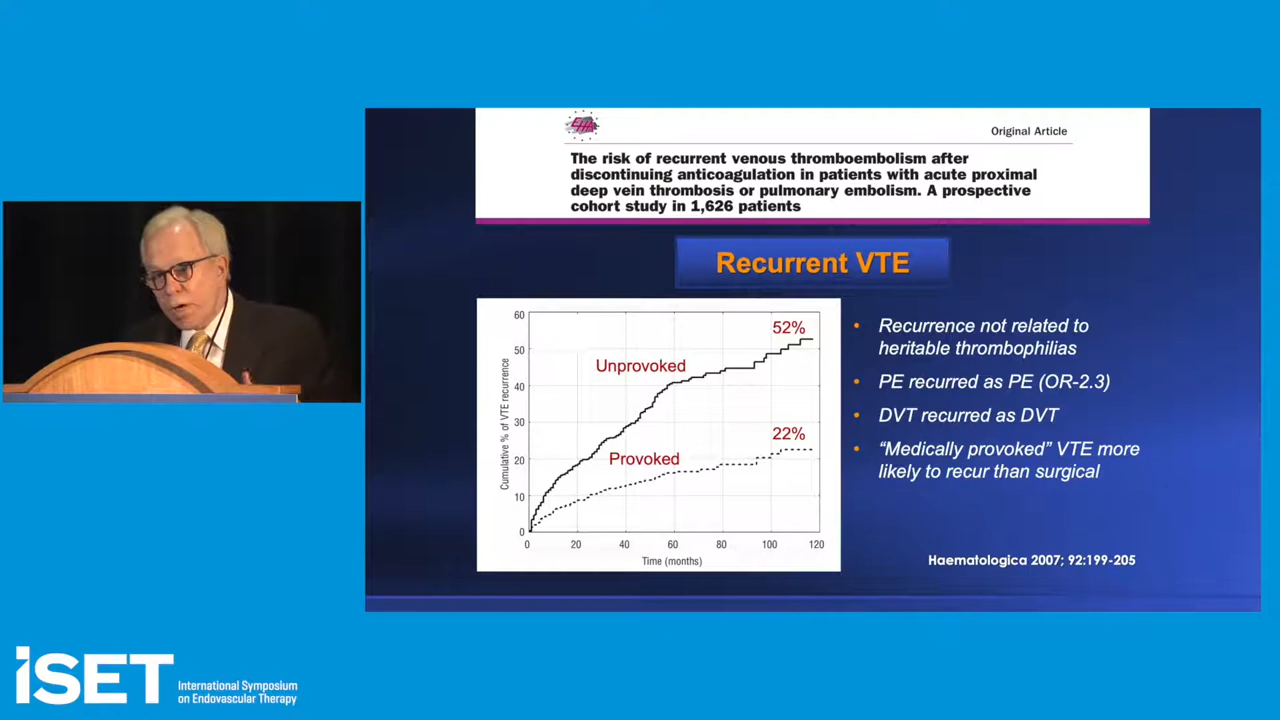 Original Article
The risk of recurrent venous thromboembolism after
discontinuing anticoagulation in patients with acute proximal
deep vein thrombosis or pulmonary embolism. A prospective
cohort study in 1,626 patients
Recurrent VTE
Cumulative % of VTE recurrence
60
50
40
30
20
10
0
0 20 40 60 80 100 120
Time (months)
Unprovoked
52%
Provoked
22%
• Recurrence not related to
heritable thrombophilias
• PE recurred as PE (OR-2.3)
• DVT recurred as DVT
• “Medically provoked” VTE more
likely to recur than surgical
Haematologica 2007; 92:199-205
iSET
International Symposium
on Endovascular Therapy